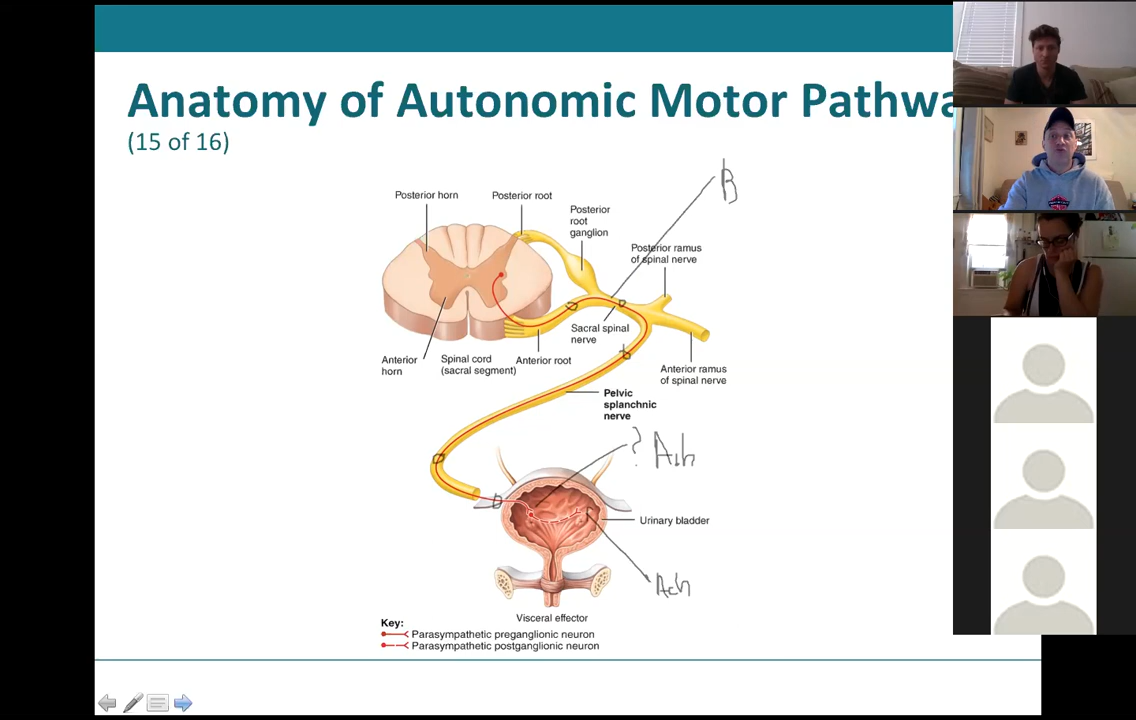 Anatomy of Autonomic Motor Pathwa
(15 of 16)
B
Posterior horn
Posterior root
Posterior
root
ganglion
Posterior ramus
of spinal nerve
Sacral spinal
nerve
Anterior
horn
Spinal cord
(sacral segment)
Anterior root
Anterior ramus
of spinal nerve
Pelvic
splanchnic
nerve
? Ach
Urinary bladder
Ach
Visceral effector
Key:
Parasympathetic preganglionic neuron
Parasympathetic postganglionic neuron